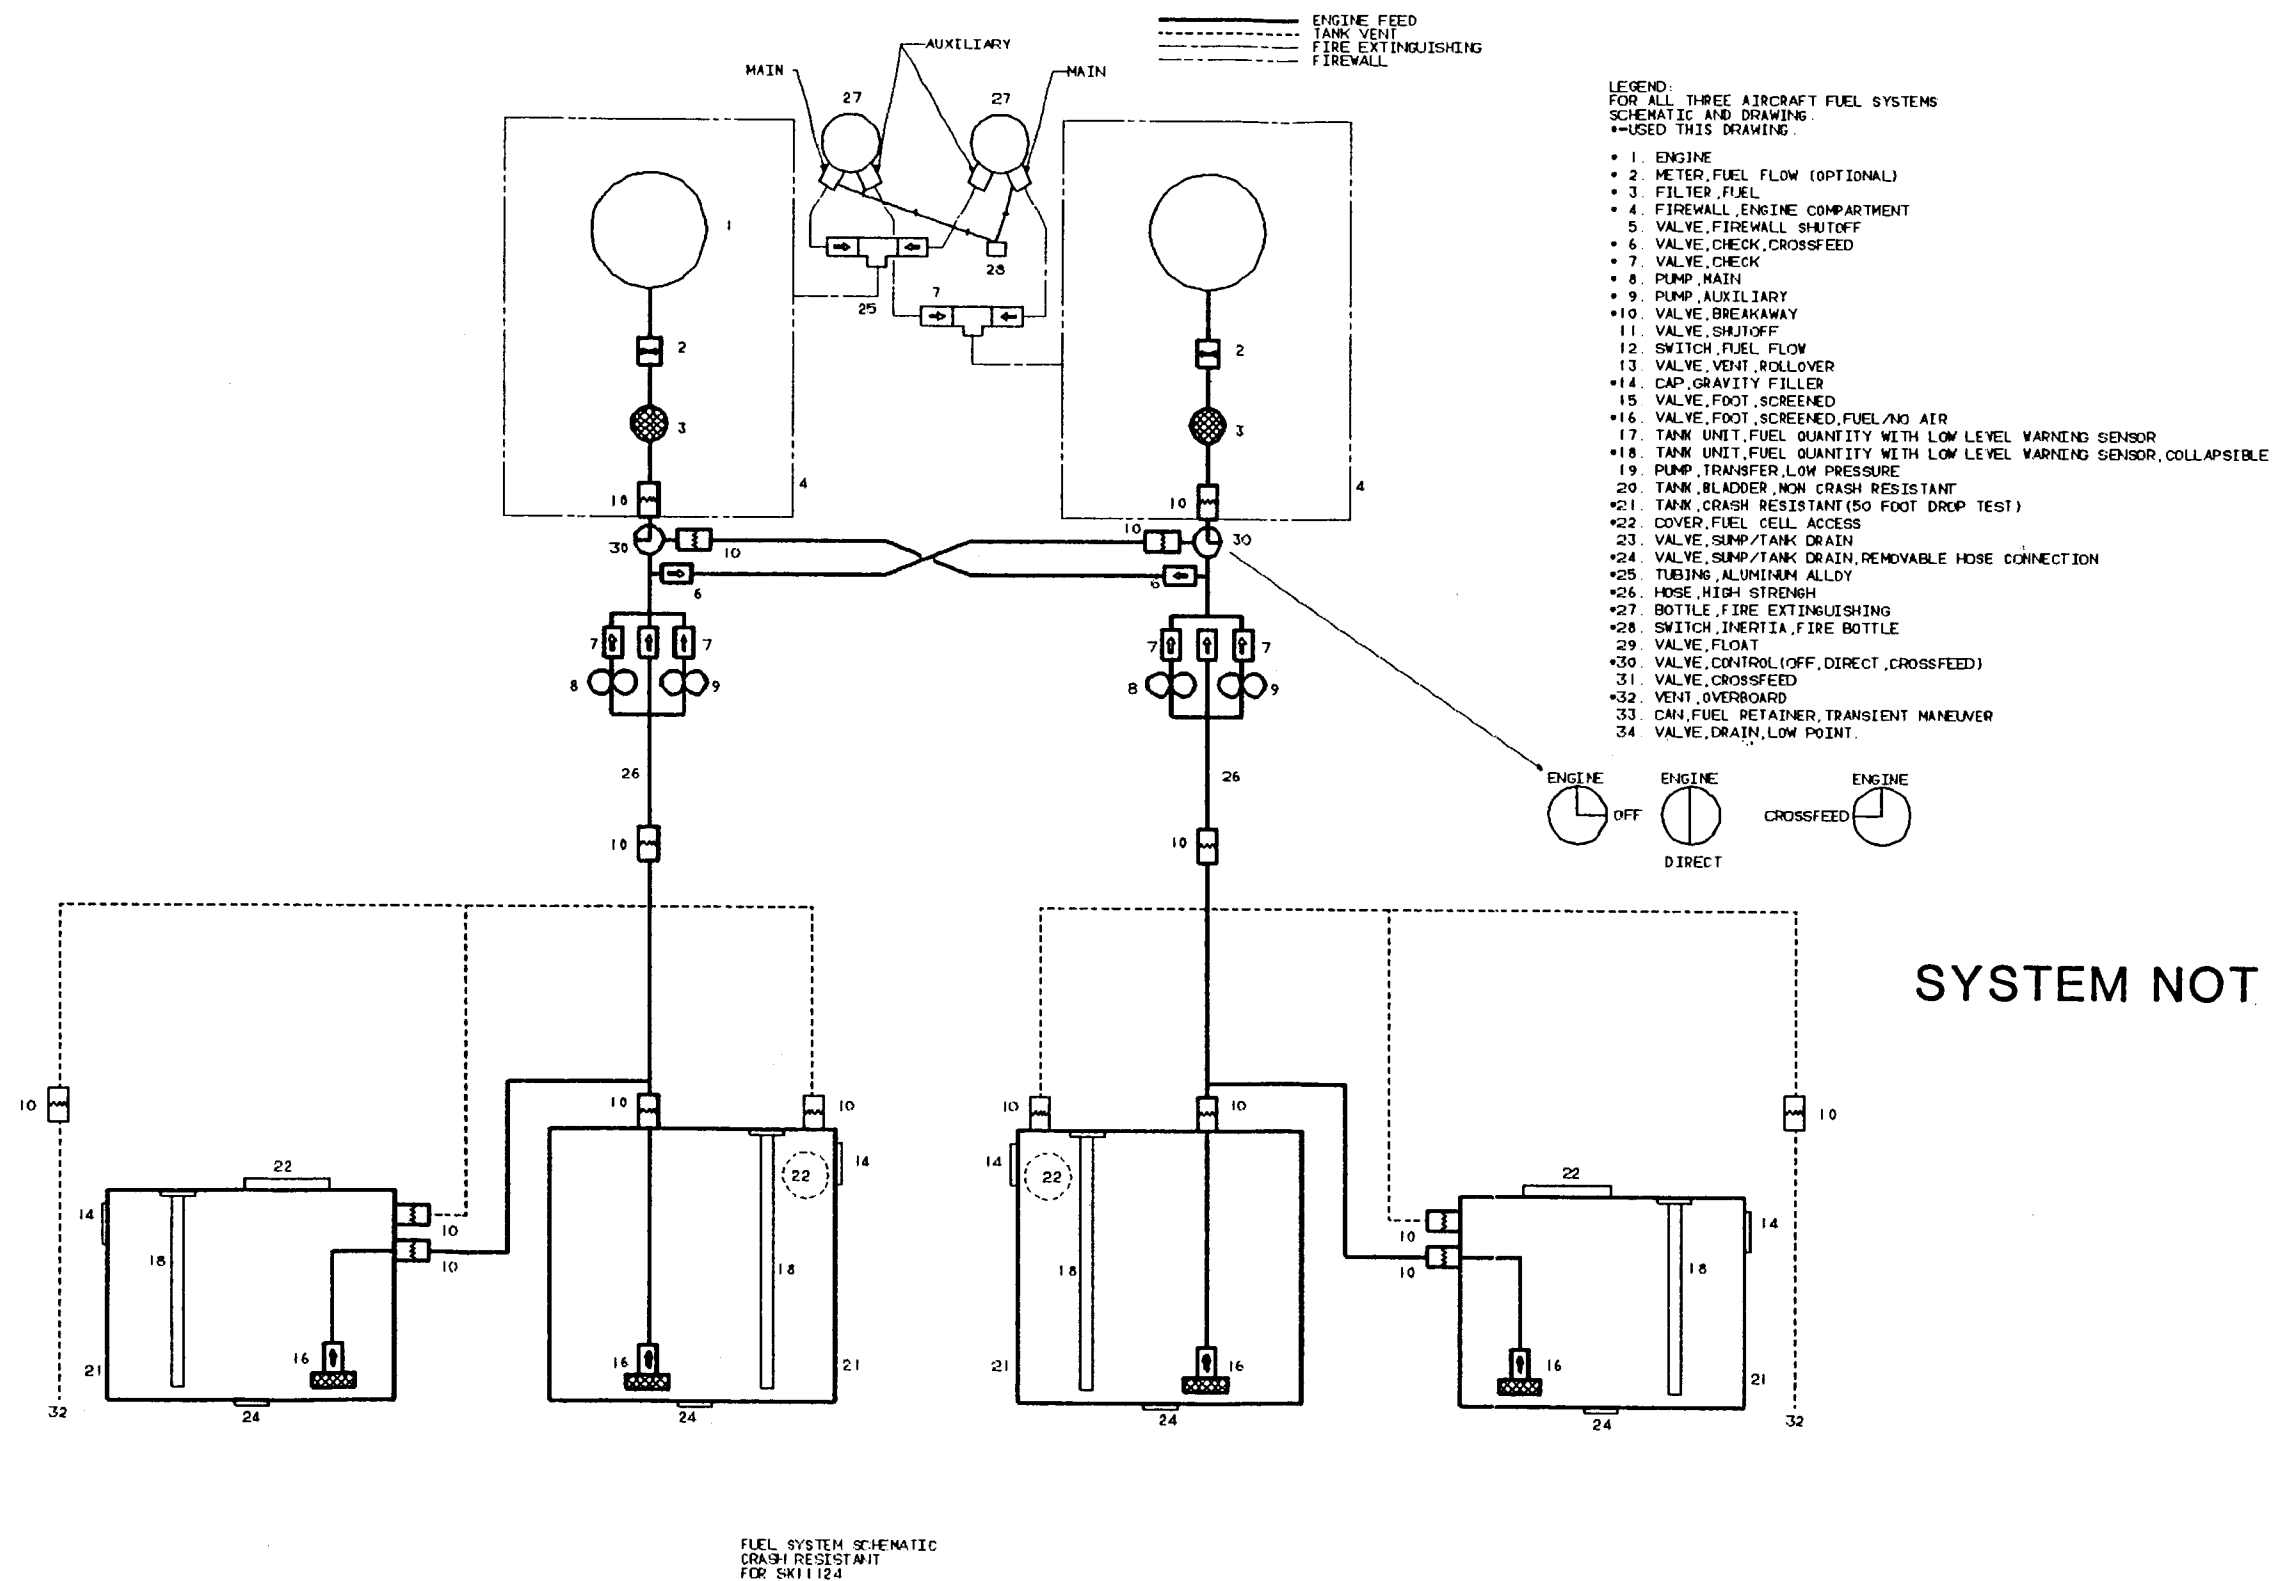 ENGINE FEED
TANK VENT
FIRE EXTINGUISHING
FIREWALL
AUXILIARY
MAIN
MAIN
27
27
1
28
25
7
2
2
3
3
4
4
10
10
30
10
10
30
6
6
7
7
7
7
8
9
8
9
26
26
10
10
LEGEND:
FOR ALL THREE AIRCRAFT FUEL SYSTEMS
SCHEMATIC AND DRAWING.
•-USED THIS DRAWING.
• 1. ENGINE
• 2. METER,FUEL FLOW (OPTIONAL)
• 3. FILTER,FUEL
• 4. FIREWALL,ENGINE COMPARTMENT
5. VALVE,FIREWALL SHUTOFF
• 6. VALVE,CHECK,CROSSFEED
• 7. VALVE,CHECK
• 8. PUMP,MAIN
• 9. PUMP,AUXILIARY
•10. VALVE,BREAKAWAY
11. VALVE,SHUTOFF
12. SWITCH,FUEL FLOW
13. VALVE,VENT,ROLLOVER
•14. CAP,GRAVITY FILLER
15. VALVE,FOOT,SCREENED
•16. VALVE,FOOT,SCREENED,FUEL/NO AIR
17. TANK UNIT,FUEL QUANTITY WITH LOW LEVEL WARNING SENSOR
•18. TANK UNIT,FUEL QUANTITY WITH LOW LEVEL WARNING SENSOR,COLLAPSIBLE
19. PUMP,TRANSFER,LOW PRESSURE
20. TANK,BLADDER,NON CRASH RESISTANT
•21. TANK,CRASH RESISTANT(50 FOOT DROP TEST)
•22. COVER,FUEL CELL ACCESS
23. VALVE,SUMP/TANK DRAIN
•24. VALVE,SUMP/TANK DRAIN,REMOVABLE HOSE CONNECTION
•25. TUBING,ALUMINUM ALLOY
•26. HOSE,HIGH STRENGH
•27. BOTTLE,FIRE EXTINGUISHING
•28. SWITCH,INERTIA,FIRE BOTTLE
29. VALVE,FLOAT
•30. VALVE,CONTROL(OFF,DIRECT,CROSSFEED)
31. VALVE,CROSSFEED
•32. VENT,OVERBOARD
33. CAN,FUEL RETAINER,TRANSIENT MANEUVER
34. VALVE,DRAIN,LOW POINT.
ENGINE
ENGINE
ENGINE
OFF
CROSSFEED
DIRECT
SYSTEM NOT
10
10
10
10
10
10
22
14
22
14
14
22
22
14
10
10
10
10
18
18
18
18
16
16
16
16
21
21
21
21
32
24
24
24
24
32
FUEL SYSTEM SCHEMATIC
CRASH RESISTANT
FOR SK11124